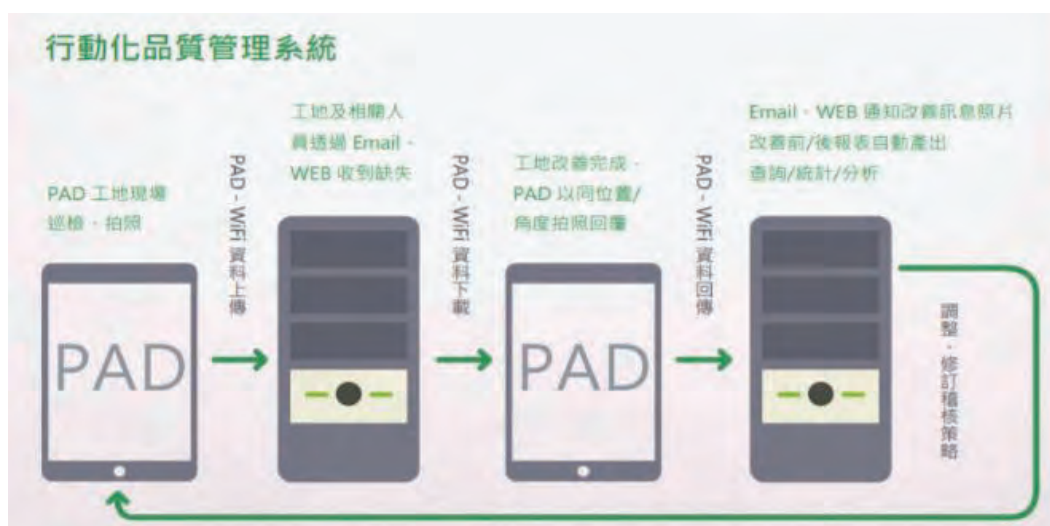 行動化品質管理系統
PAD 工地現場
巡檢、拍照
PAD - WiFi 資料上傳
工地及相關人
員透過 Email、
WEB 收到缺失
PAD - WiFi 資料下載
工地改善完成、
PAD 以同位置/
角度拍照回覆
PAD - WiFi 資料回傳
Email、WEB 通知改善訊息照片
改善前/後報表自動產出
查詢/統計/分析
調整、修訂稽核策略
PAD
PAD